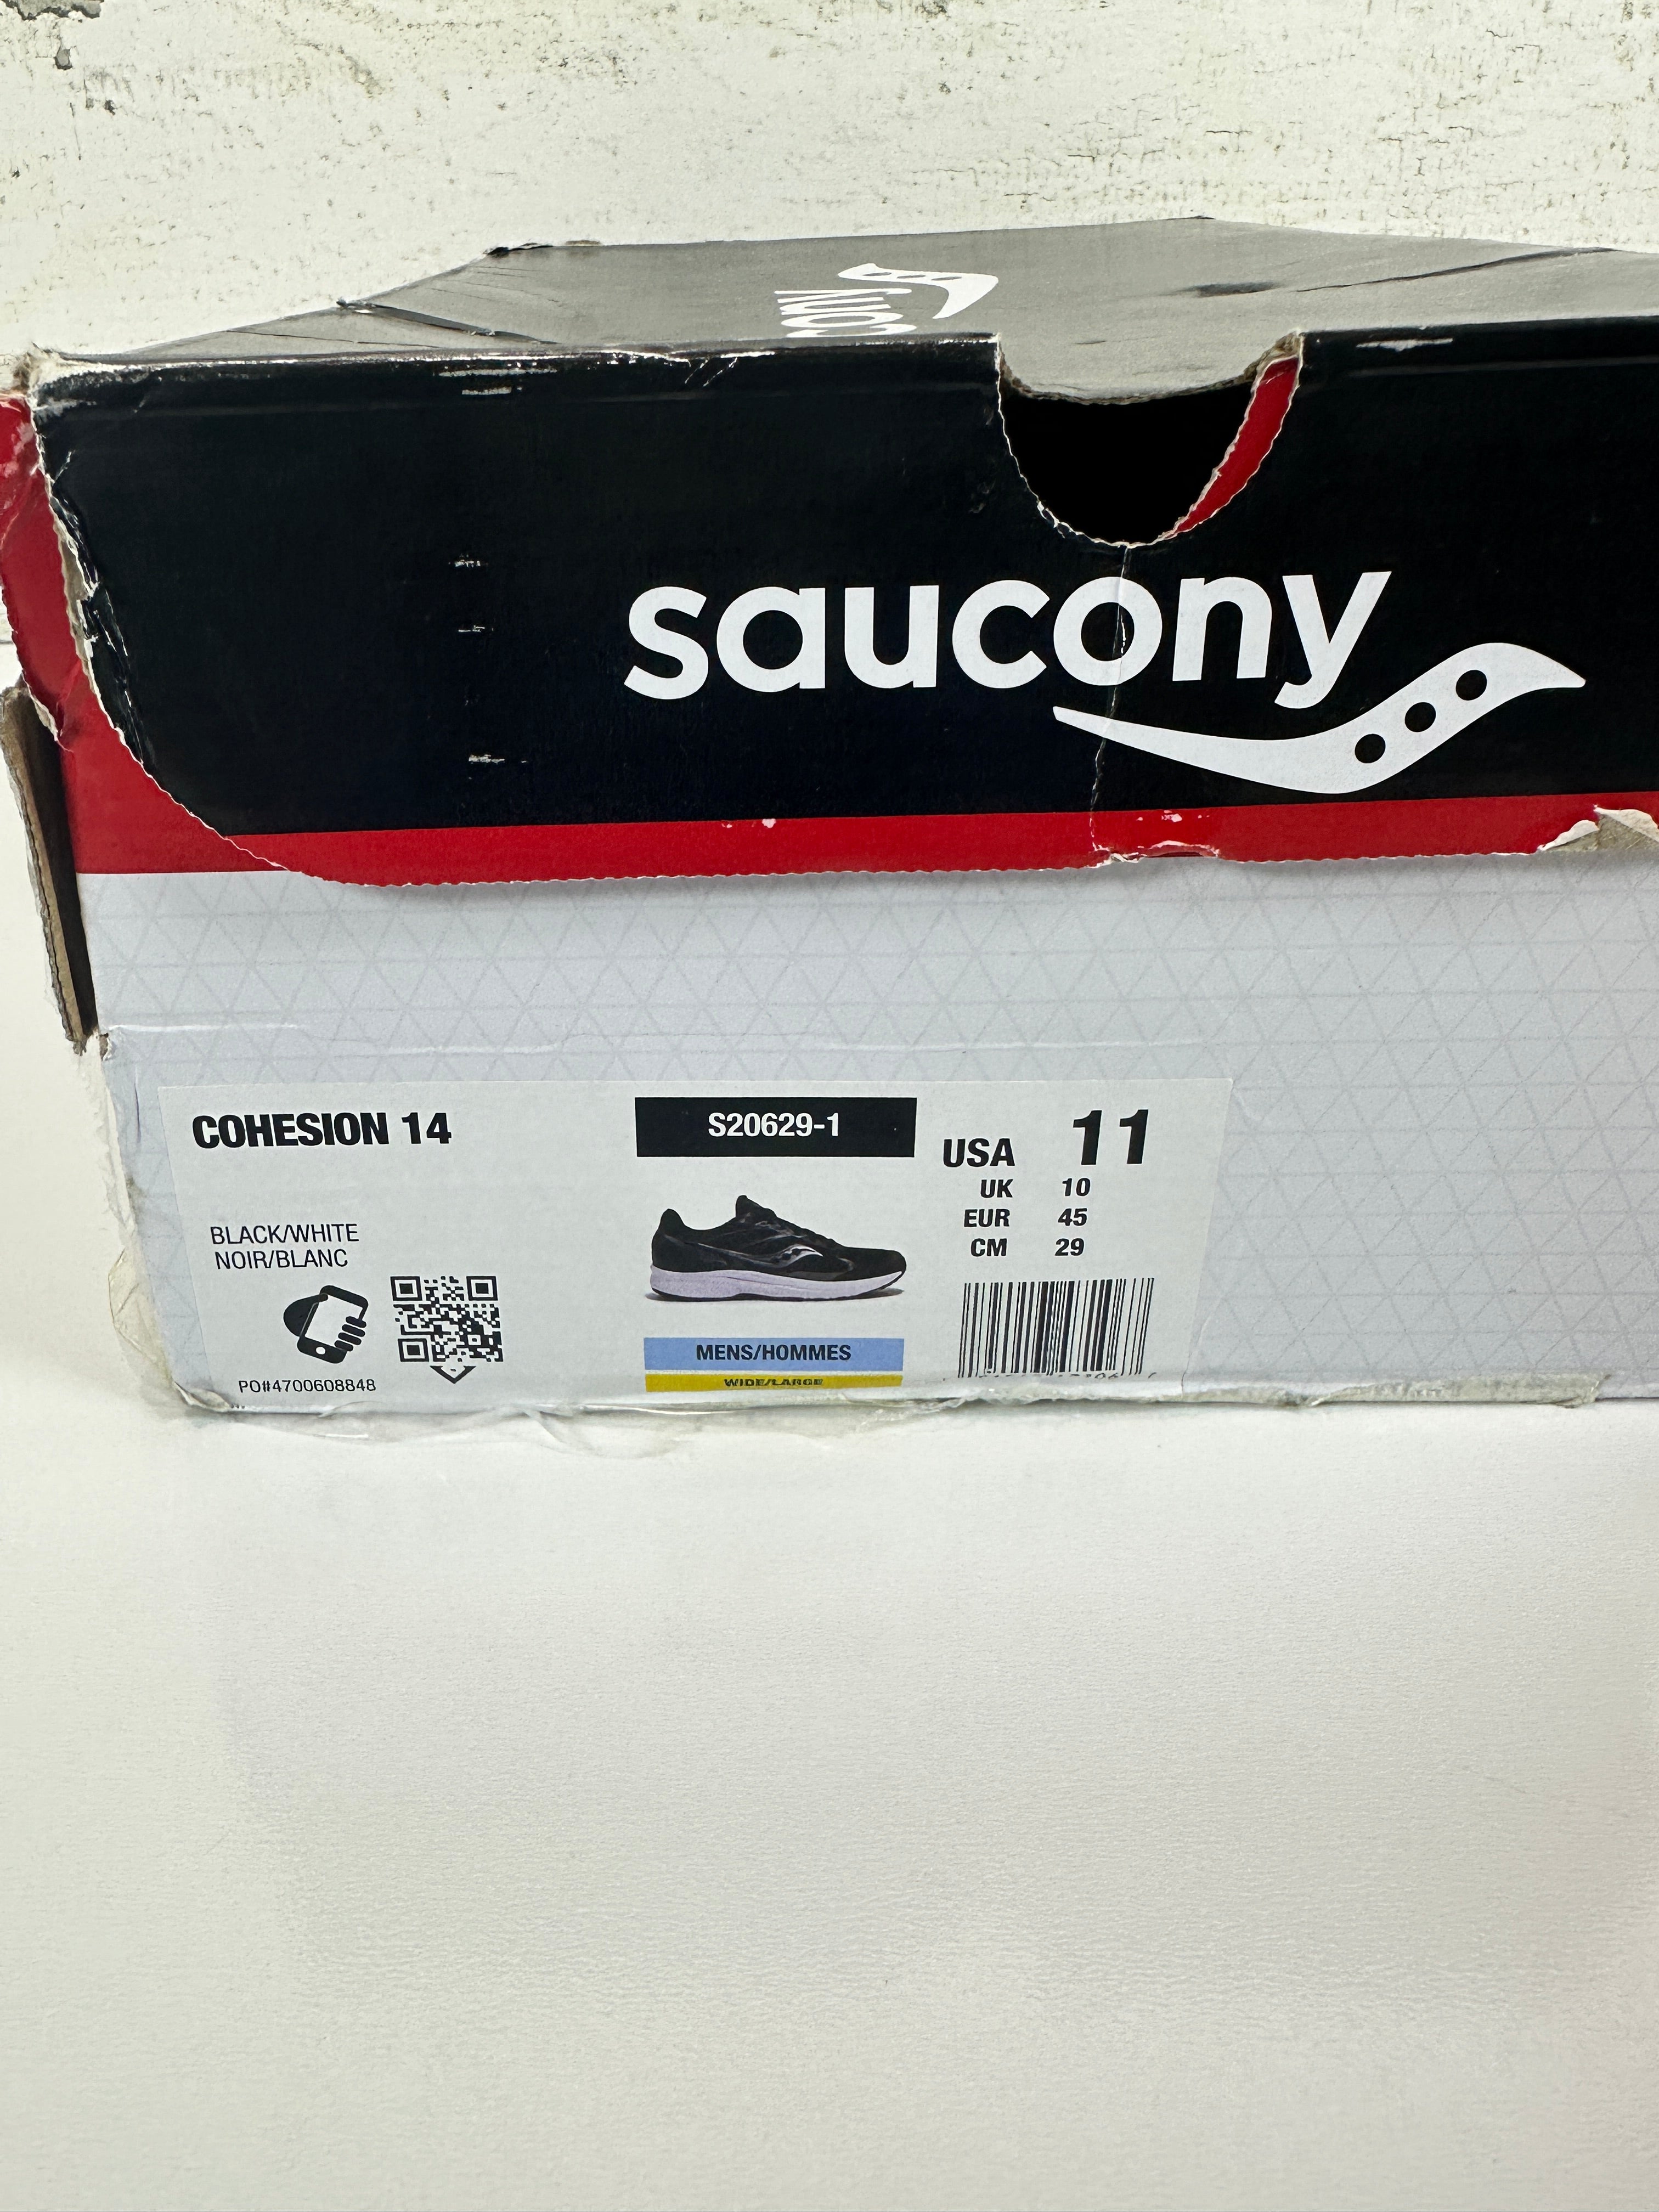 saucony
saucony
COHESION 14
S20629-1
USA 11
UK 10
EUR 45
CM 29
BLACK/WHITE
NOIR/BLANC
MENS/HOMMES
WIDE/LARGE
PO#4700608848